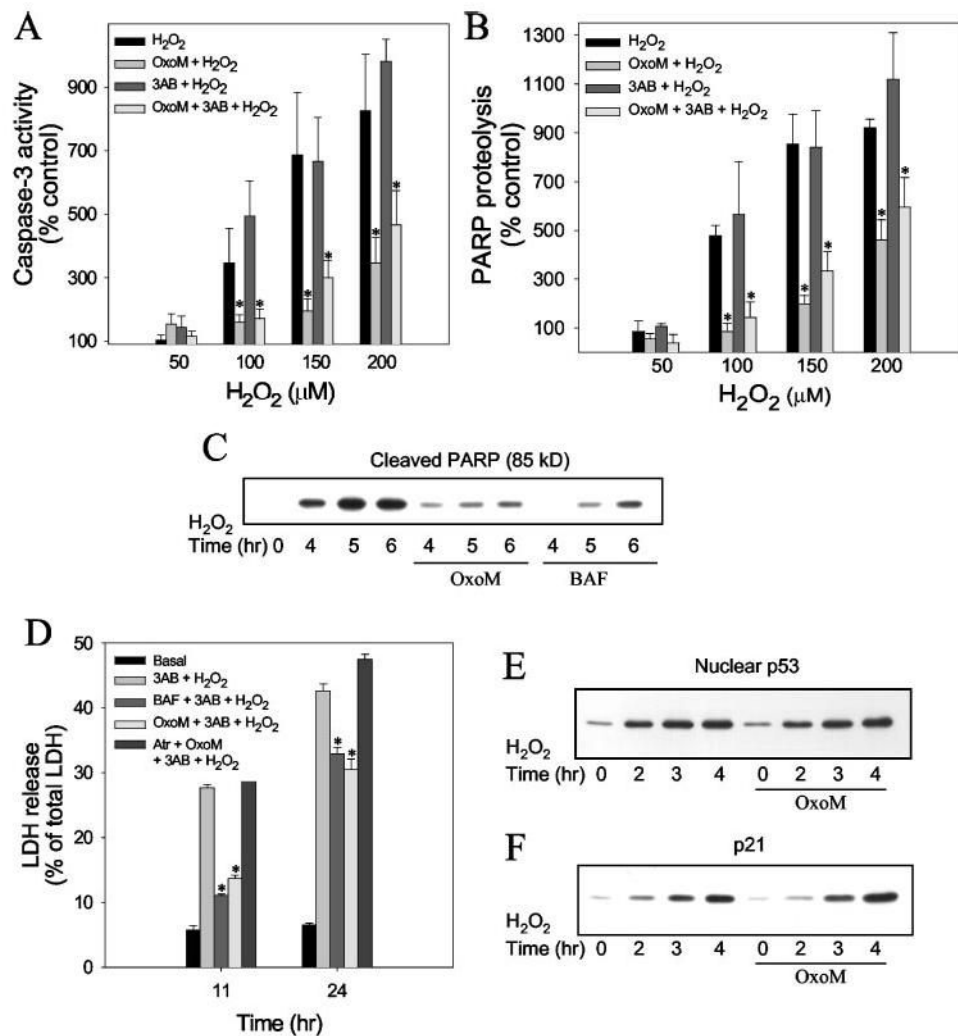 A
Caspase-3 activity
(% control)
H₂O₂
OxoM + H₂O₂
3AB + H₂O₂
OxoM + 3AB + H₂O₂
900
700
500
300
100
* * * * * *
50 100 150 200
H₂O₂ (μM)
B
PARP proteolysis
(% control)
H₂O₂
OxoM + H₂O₂
3AB + H₂O₂
OxoM + 3AB + H₂O₂
1300
1100
900
700
500
300
100
* * * * * *
50 100 150 200
H₂O₂ (μM)
C
Cleaved PARP (85 kD)
H₂O₂
Time (hr) 0 4 5 6 4 5 6 4 5 6
OxoM BAF
D
LDH release
(% of total LDH)
Basal
3AB + H₂O₂
BAF + 3AB + H₂O₂
OxoM + 3AB + H₂O₂
Atr + OxoM
+ 3AB + H₂O₂
50
40
30
20
10
0
* * * *
11 24
Time (hr)
E
Nuclear p53
H₂O₂
Time (hr) 0 2 3 4 0 2 3 4
OxoM
F
p21
H₂O₂
Time (hr) 0 2 3 4 0 2 3 4
OxoM